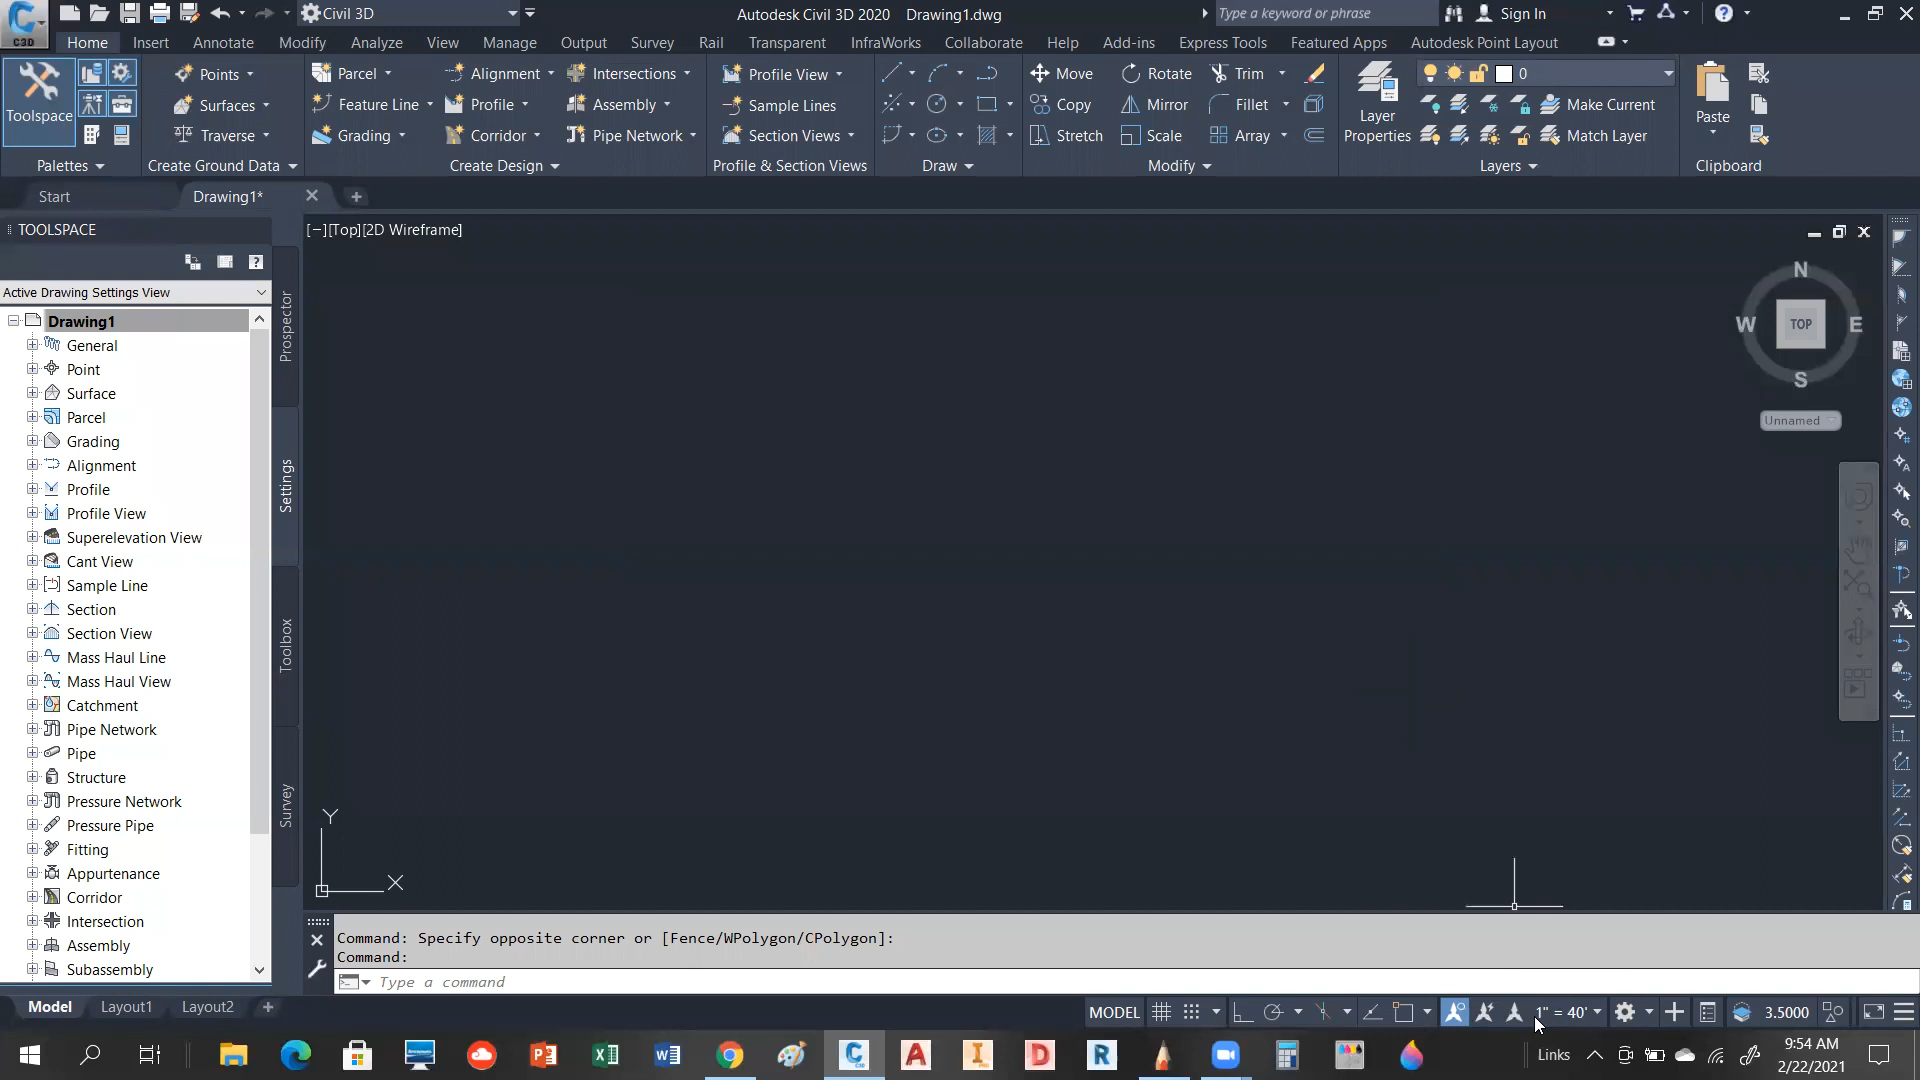 Civil 3D
Autodesk Civil 3D 2020 Drawing1.dwg
Type a keyword or phrase
Sign In
C3D
Home Insert Annotate Modify Analyze View Manage Output Survey Rail Transparent InfraWorks Collaborate Help Add-ins Express Tools Featured Apps Autodesk Point Layout
Toolspace
Palettes
Points
Surfaces
Traverse
Create Ground Data
Parcel Alignment Intersections
Feature Line Profile Assembly
Grading Corridor Pipe Network
Create Design
Profile View
Sample Lines
Section Views
Profile & Section Views
Draw
Move Rotate Trim
Copy Mirror Fillet
Stretch Scale Array
Modify
Layer
Properties
0
Make Current
Match Layer
Layers
Paste
Clipboard
Start Drawing1*
TOOLSPACE
Active Drawing Settings View
Drawing1
General
Point
Surface
Parcel
Grading
Alignment
Profile
Profile View
Superelevation View
Cant View
Sample Line
Section
Section View
Mass Haul Line
Mass Haul View
Catchment
Pipe Network
Pipe
Structure
Pressure Network
Pressure Pipe
Fitting
Appurtenance
Corridor
Intersection
Assembly
Subassembly
Prospector
Settings
Toolbox
Survey
[−][Top][2D Wireframe]
N
W TOP E
S
Unnamed
Y
X
Command: Specify opposite corner or [Fence/WPolygon/CPolygon]:
Command:
Type a command
Model Layout1 Layout2 +
MODEL 1" = 40' 3.5000
Links
9:54 AM
2/22/2021